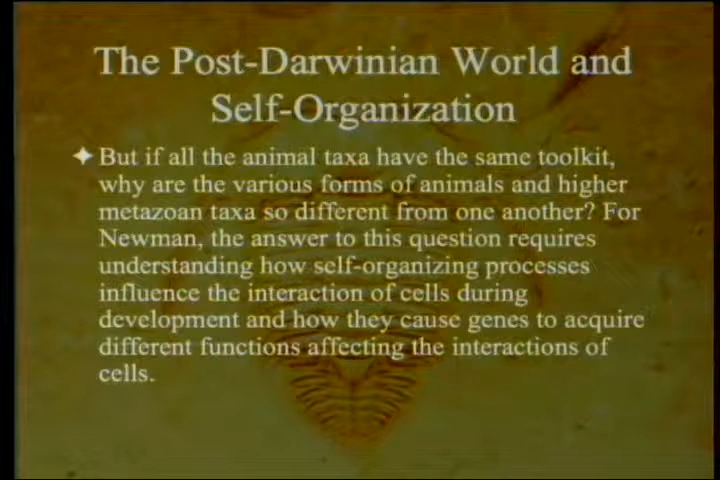 The Post-Darwinian World and
Self-Organization
But if all the animal taxa have the same toolkit,
why are the various forms of animals and higher
metazoan taxa so different from one another? For
Newman, the answer to this question requires
understanding how self-organizing processes
influence the interaction of cells during
development and how they cause genes to acquire
different functions affecting the interactions of
cells.